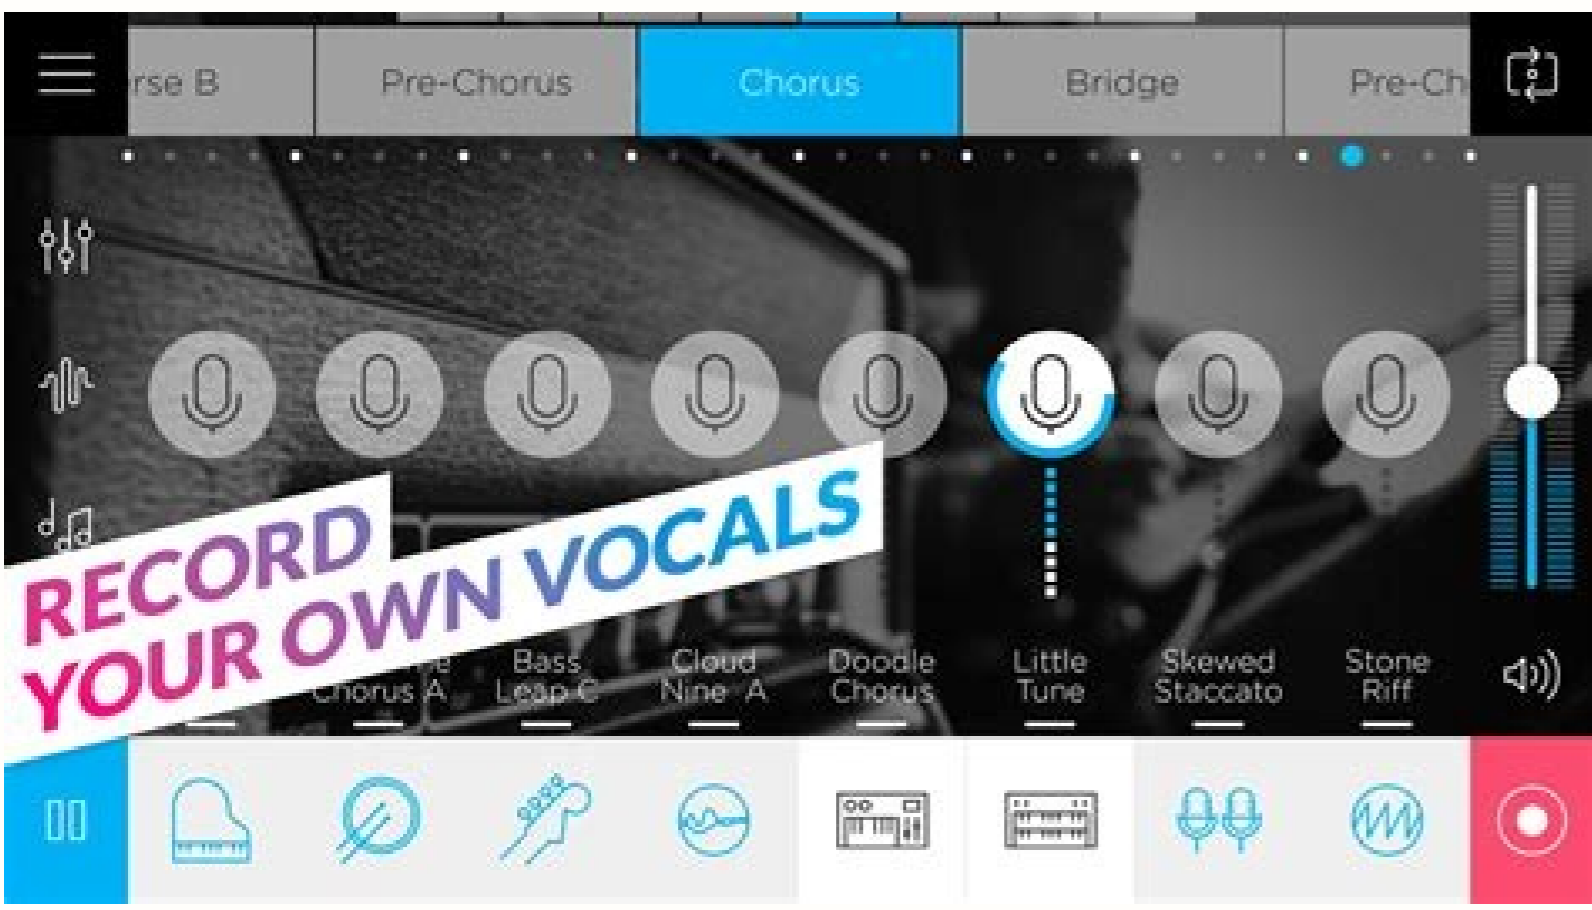 rse B
Pre-Chorus
Chorus
Bridge
Pre-Ch
RECORD
YOUR OWN VOCALS
Chorus A
Bass
Leap C
Cloud
Nine A
Doodle
Chorus
Little
Tune
Skewed
Staccato
Stone
Riff